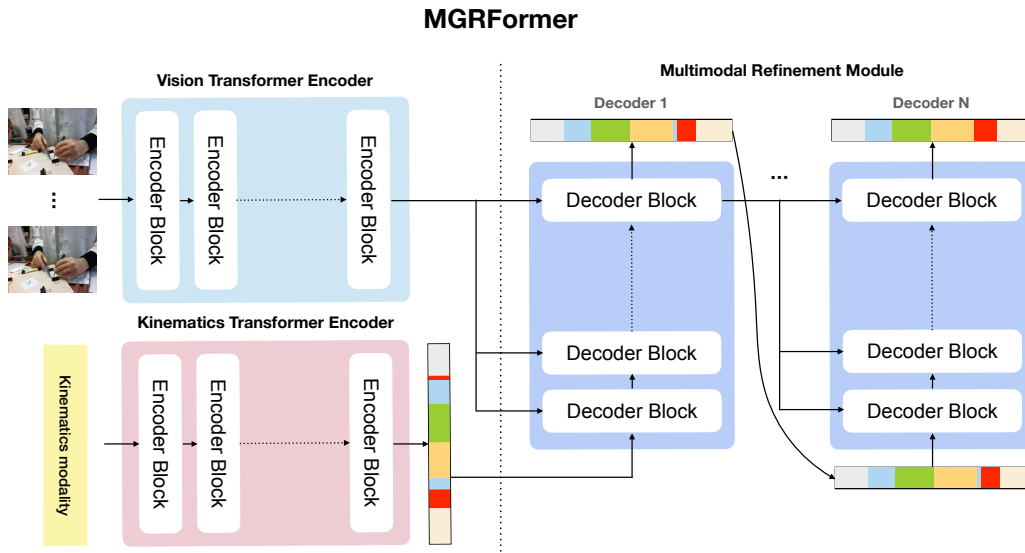 MGRFormer
Vision Transformer Encoder
Encoder Block
Encoder Block
Encoder Block
...
Kinematics Transformer Encoder
Kinematics modality
Encoder Block
Encoder Block
Encoder Block
Multimodal Refinement Module
Decoder 1
Decoder Block
Decoder Block
Decoder Block
...
Decoder N
Decoder Block
Decoder Block
Decoder Block